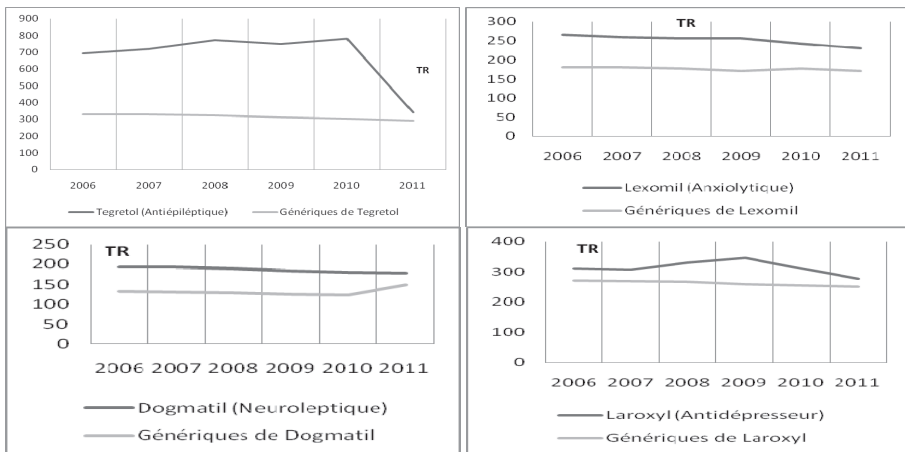 900
800
700
600
500
400
300
200
100
0
TR
2006 2007 2008 2009 2010 2011
Tegretol (Antiépiléptique) Génériques de Tegretol
300
250
200
150
100
50
0
TR
2006 2007 2008 2009 2010 2011
Lexomil (Anxiolytique)
Génériques de Lexomil
250
200
150
100
50
0
TR
2006 2007 2008 2009 2010 2011
Dogmatil (Neuroleptique)
Génériques de Dogmatil
400
300
200
100
0
TR
2006 2007 2008 2009 2010 2011
Laroxyl (Antidépresseur)
Génériques de Laroxyl